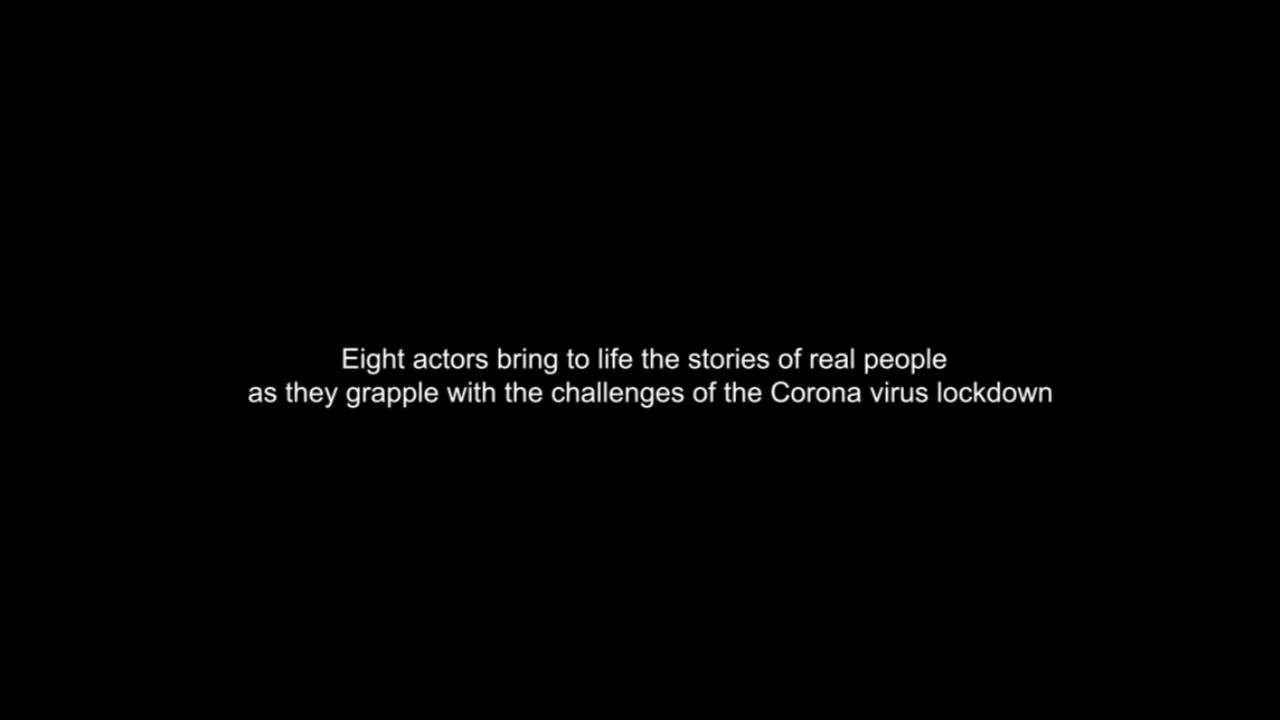 Eight actors bring to life the stories of real people
as they grapple with the challenges of the Corona virus lockdown